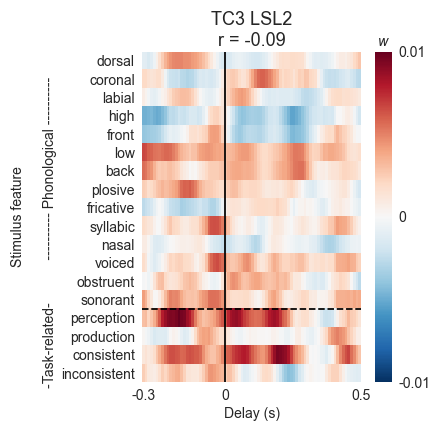 TC3 LSL2
r = -0.09
w
Stimulus feature
---------- Phonological ----------
-Task-related-
dorsal
coronal
labial
high
front
low
back
plosive
fricative
syllabic
nasal
voiced
obstruent
sonorant
perception
production
consistent
inconsistent
0.01
0
-0.01
-0.3
0
0.5
Delay (s)